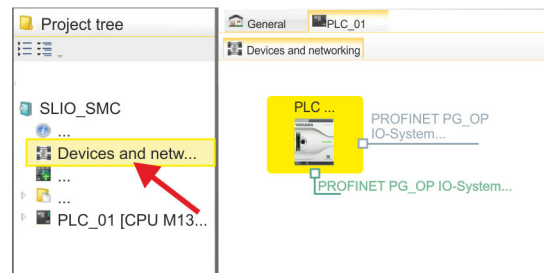 Project tree
General
PLC_01
Devices and networking
SLIO_SMC
...
Devices and netw...
...
...
PLC_01 [CPU M13...
PLC ...
YASKAWA
PROFINET PG_OP
IO-System...
PROFINET PG_OP IO-System...